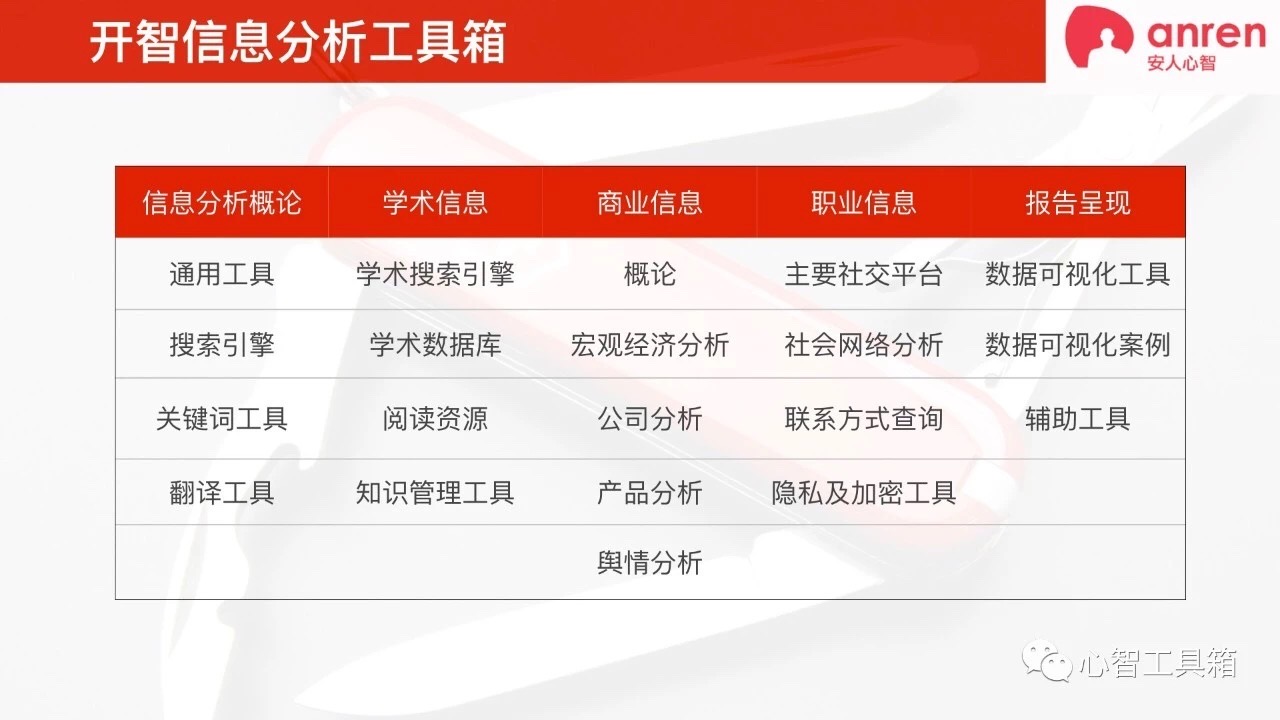 开智信息分析工具箱
anren
安人心智
信息分析概论 学术信息 商业信息 职业信息 报告呈现
通用工具 学术搜索引擎 概论 主要社交平台 数据可视化工具
搜索引擎 学术数据库 宏观经济分析 社会网络分析 数据可视化案例
关键词工具 阅读资源 公司分析 联系方式查询 辅助工具
翻译工具 知识管理工具 产品分析 隐私及加密工具
舆情分析
心智工具箱